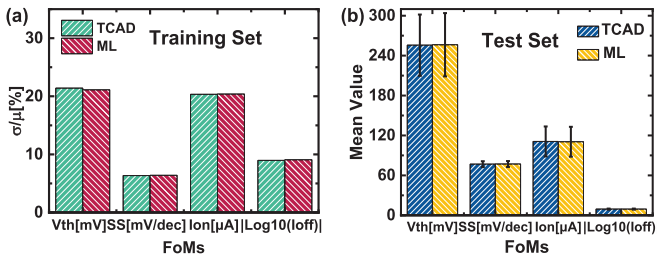 (a)
TCAD
ML
Training Set
σ/μ[%]
30
20
10
0
Vth[mV] SS[mV/dec] Ion[μA] |Log10(Ioff)|
FoMs
(b)
Test Set
TCAD
ML
Mean Value
300
240
180
120
60
0
Vth[mV] SS[mV/dec] Ion[μA] |Log10(Ioff)|
FoMs